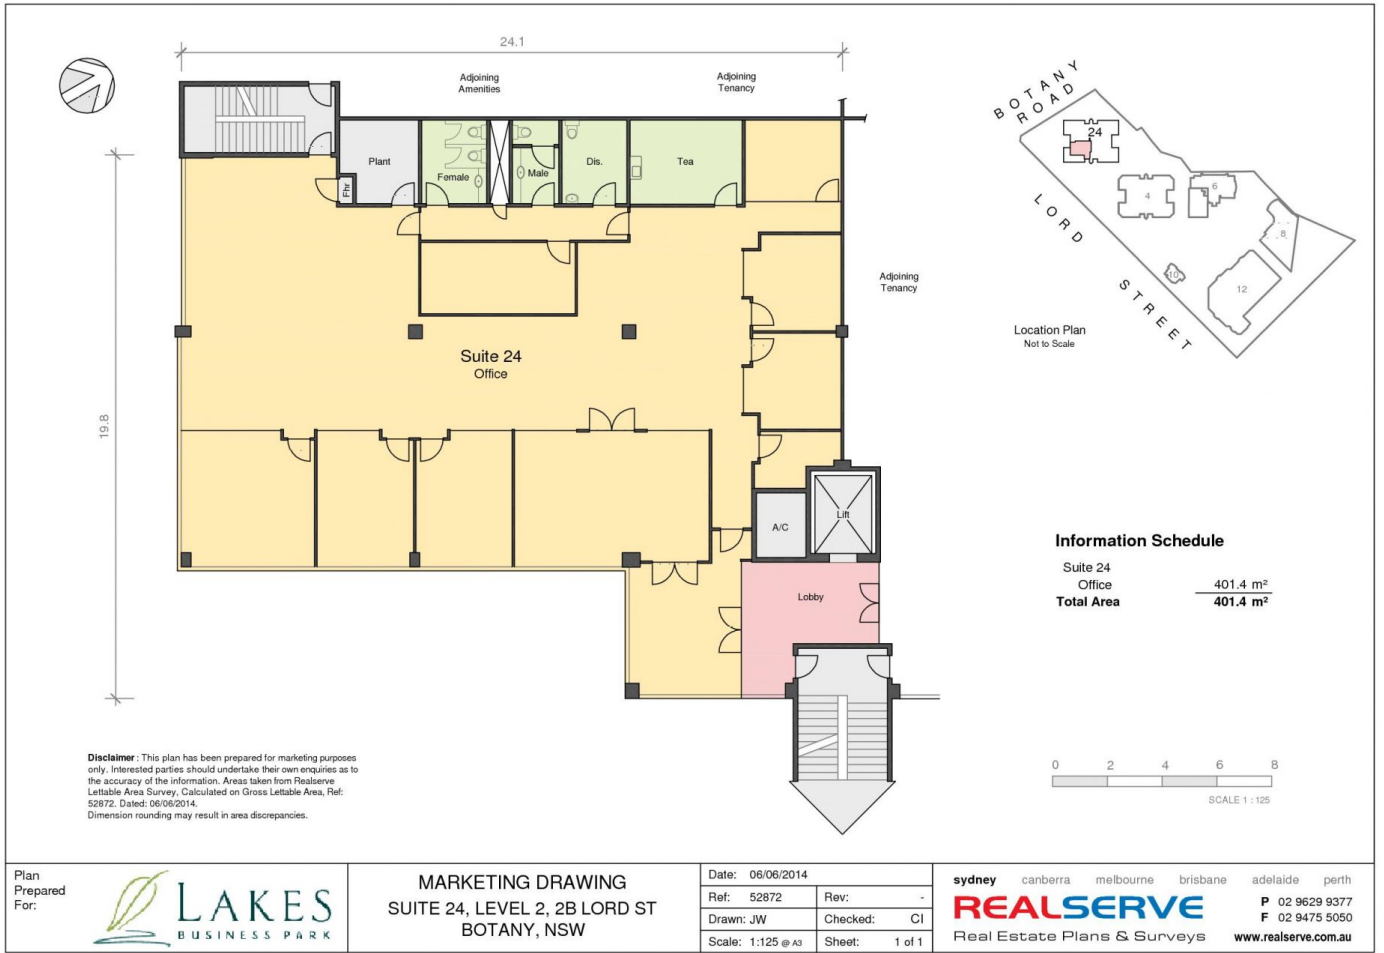 24.1
Adjoining
Amenities
Adjoining
Tenancy
Plant
Fhr
Female
Male
Dis.
Tea
Adjoining
Tenancy
19.8
Suite 24
Office
A/C
Lift
Lobby
BOTANY
ROAD
LORD STREET
24
4
6
8
10
12
Location Plan
Not to Scale
Information Schedule
Suite 24
Office 401.4 m²
Total Area 401.4 m²
Disclaimer : This plan has been prepared for marketing purposes
only. Interested parties should undertake their own enquiries as to
the accuracy of the information. Areas taken from Realserve
Lettable Area Survey, Calculated on Gross Lettable Area, Ref:
52872. Dated: 06/06/2014.
Dimension rounding may result in area discrepancies.
0 2 4 6 8
SCALE 1 : 125
Plan
Prepared
For:
LAKES
BUSINESS PARK
MARKETING DRAWING
SUITE 24, LEVEL 2, 2B LORD ST
BOTANY, NSW
Date: 06/06/2014
Ref: 52872 Rev: -
Drawn: JW Checked: CI
Scale: 1:125 @ A3 Sheet: 1 of 1
sydney canberra melbourne brisbane adelaide perth
REALSERVE
Real Estate Plans & Surveys
P 02 9629 9377
F 02 9475 5050
www.realserve.com.au